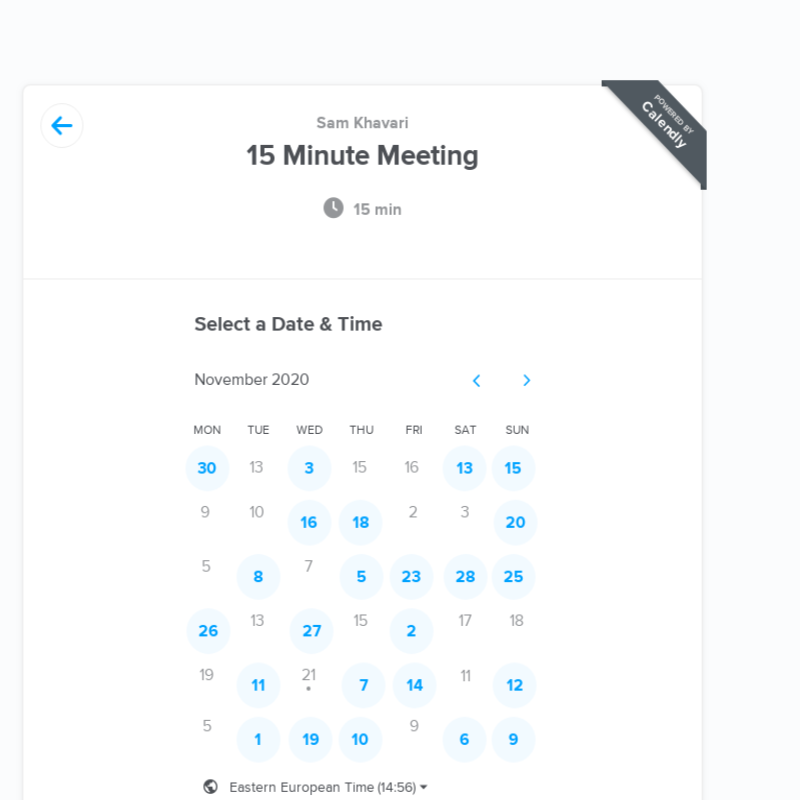 POWERED BY
Calendly
Sam Khavari
15 Minute Meeting
15 min
Select a Date & Time
November 2020
MON TUE WED THU FRI SAT SUN
30 13 3 15 16 13 15
9 10 16 18 2 3 20
5 8 7 5 23 28 25
26 13 27 15 2 17 18
19 11 21 7 14 11 12
5 1 19 10 9 6 9
Eastern European Time (14:56)